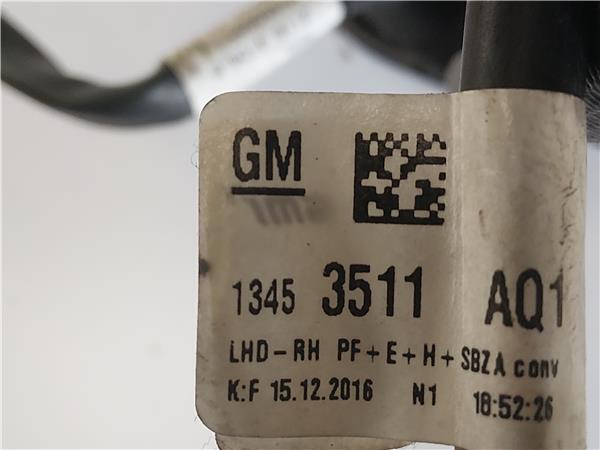 GM
1345 3511 AQ1
LHD-RH PF+E+H+SBZA conv
K:F 15.12.2016 N1 18:52:26